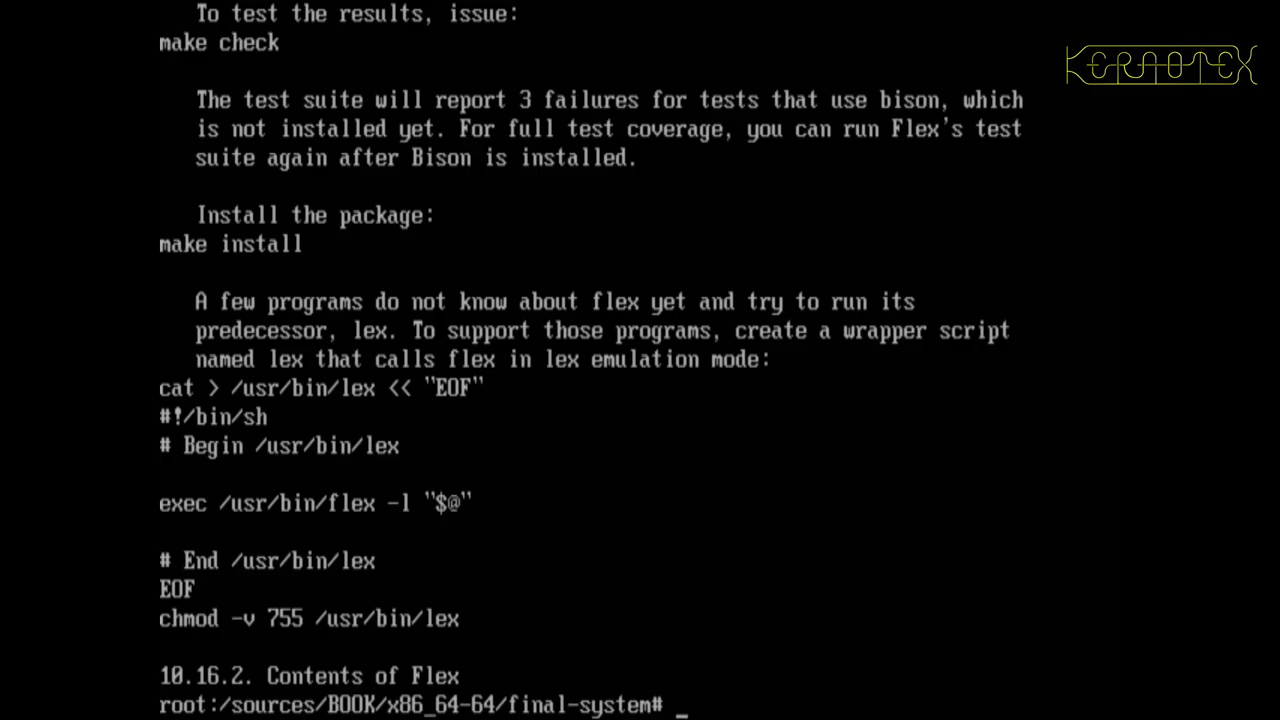 To test the results, issue:
KERNOTEX
make check
The test suite will report 3 failures for tests that use bison, which
is not installed yet. For full test coverage, you can run Flex's test
suite again after Bison is installed.
Install the package:
make install
A few programs do not know about flex yet and try to run its
predecessor, lex. To support those programs, create a wrapper script
named lex that calls flex in lex emulation mode:
cat > /usr/bin/lex << "EOF"
#!/bin/sh
# Begin /usr/bin/lex
exec /usr/bin/flex -l "$@"
# End /usr/bin/lex
EOF
chmod -v 755 /usr/bin/lex
10.16.2. Contents of Flex
root:/sources/BOOK/x86_64-64/final-system# _